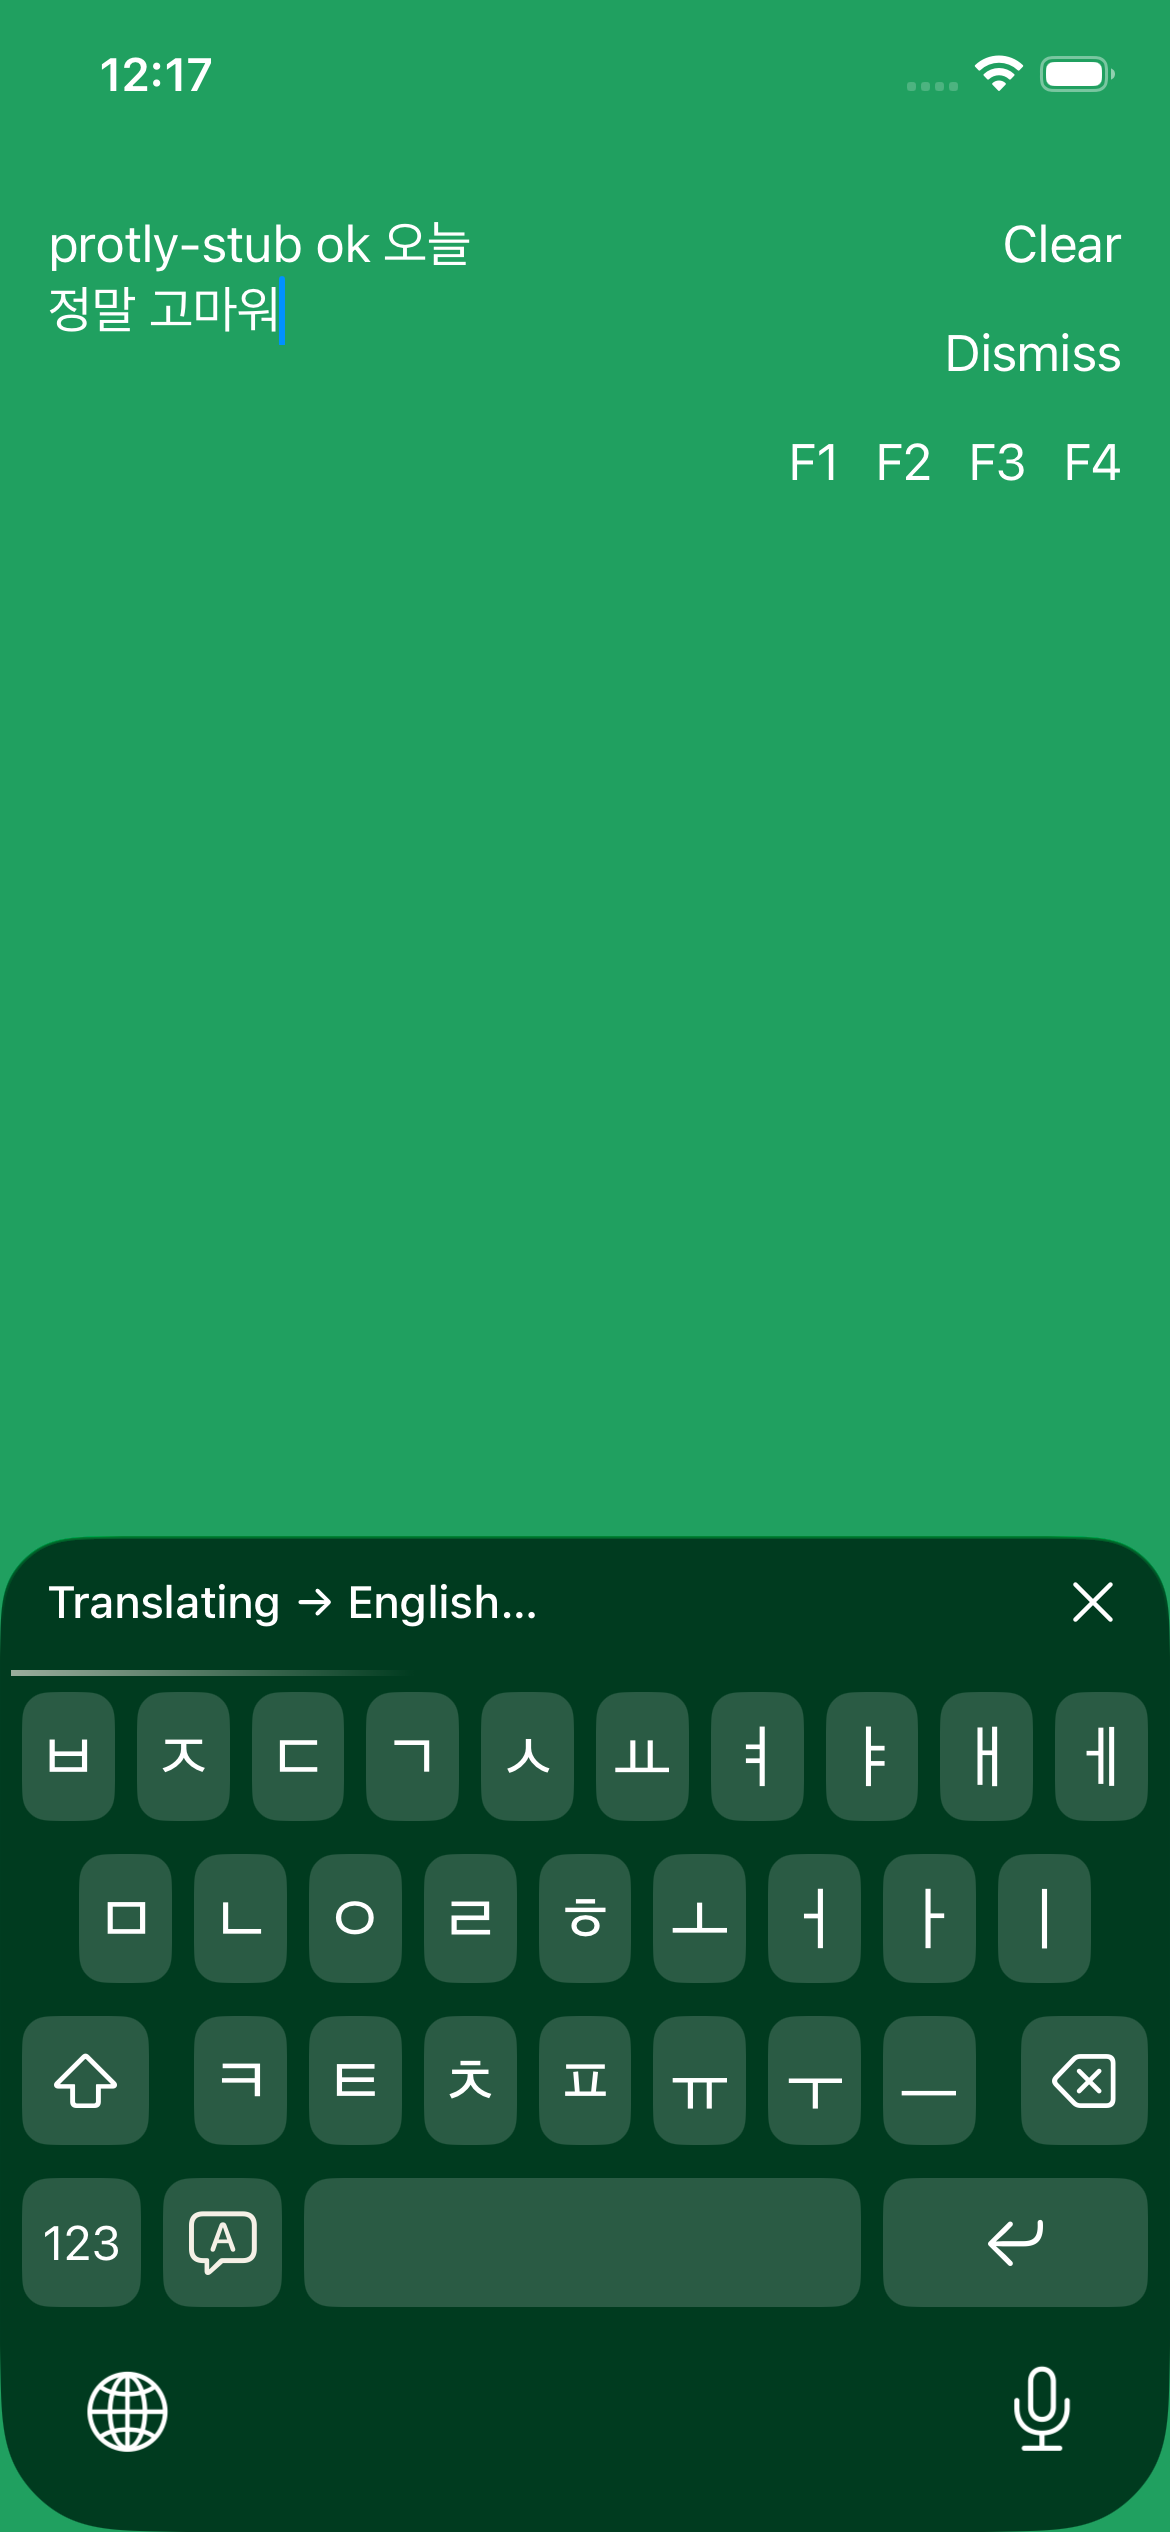 12:17
protly-stub ok 오늘
정말 고마워
Clear
Dismiss
F1 F2 F3 F4
Translating → English...
ㅂ ㅈ ㄷ ㄱ ㅅ ㅛ ㅕ ㅑ ㅐ ㅔ
ㅁ ㄴ ㅇ ㄹ ㅎ ㅗ ㅓ ㅏ ㅣ
ㅋ ㅌ ㅊ ㅍ ㅠ ㅜ ㅡ
123 A